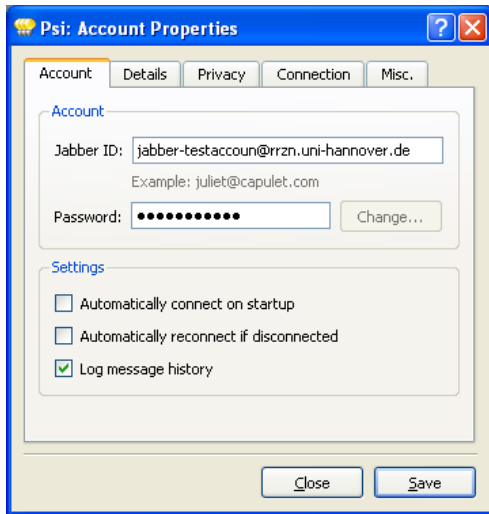 Psi: Account Properties
Account Details Privacy Connection Misc.
Account
Jabber ID: jabber-testaccoun@rrzn.uni-hannover.de
Example: juliet@capulet.com
Password: ●●●●●●●●●●● Change...
Settings
Automatically connect on startup
Automatically reconnect if disconnected
Log message history
Close Save